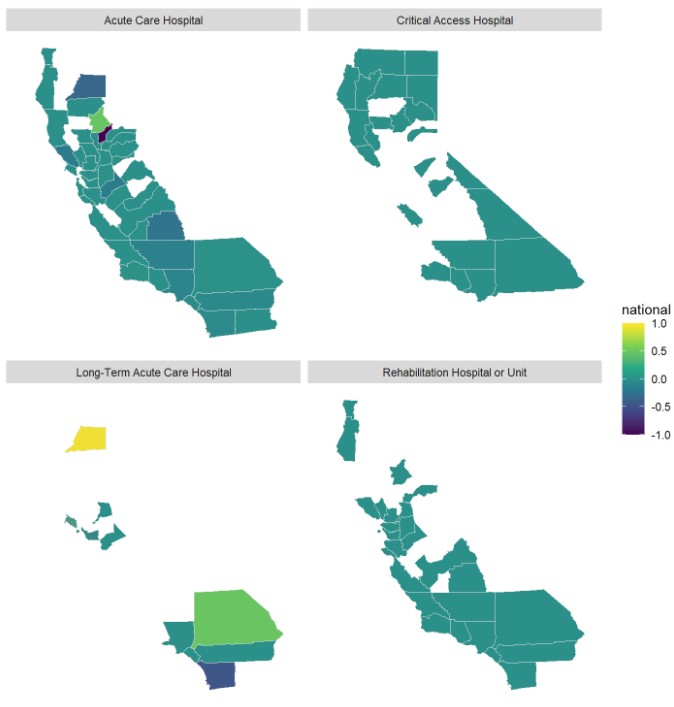 Acute Care Hospital
Critical Access Hospital
national
1.0
0.5
0.0
-0.5
-1.0
Long-Term Acute Care Hospital
Rehabilitation Hospital or Unit